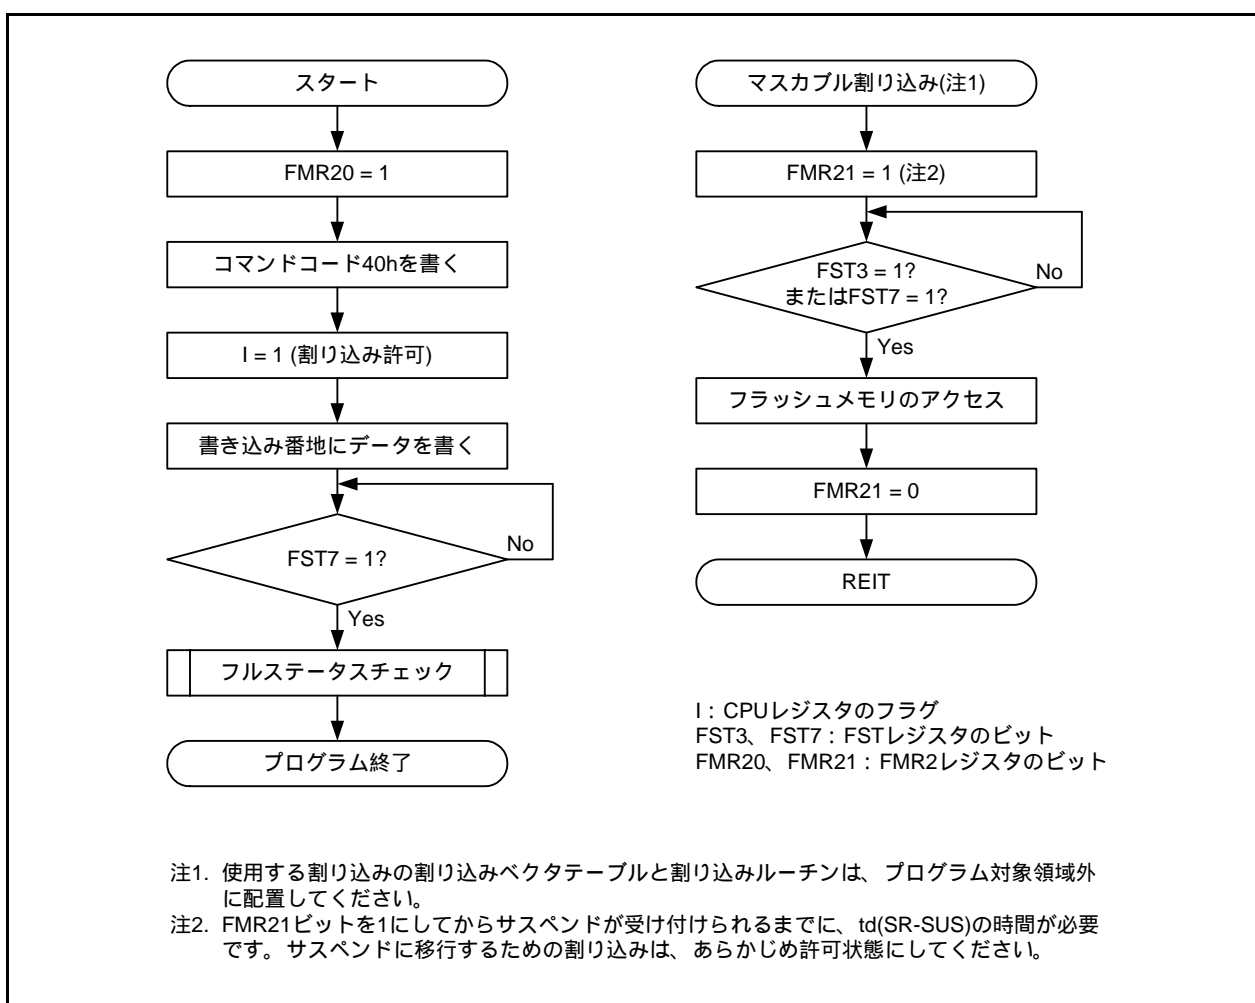 スタート
FMR20 = 1
コマンドコード40hを書く
I = 1 (割り込み許可)
書き込み番地にデータを書く
FST7 = 1?
No
Yes
フルステータスチェック
プログラム終了
マスカブル割り込み(注1)
FMR21 = 1 (注2)
FST3 = 1?
またはFST7 = 1?
No
Yes
フラッシュメモリのアクセス
FMR21 = 0
REIT
I：CPUレジスタのフラグ
FST3、FST7：FSTレジスタのビット
FMR20、FMR21：FMR2レジスタのビット
注1. 使用する割り込みの割り込みベクタテーブルと割り込みルーチンは、プログラム対象領域外
に配置してください。
注2. FMR21ビットを1にしてからサスペンドが受け付けられるまでに、td(SR-SUS)の時間が必要
です。サスペンドに移行するための割り込みは、あらかじめ許可状態にしてください。